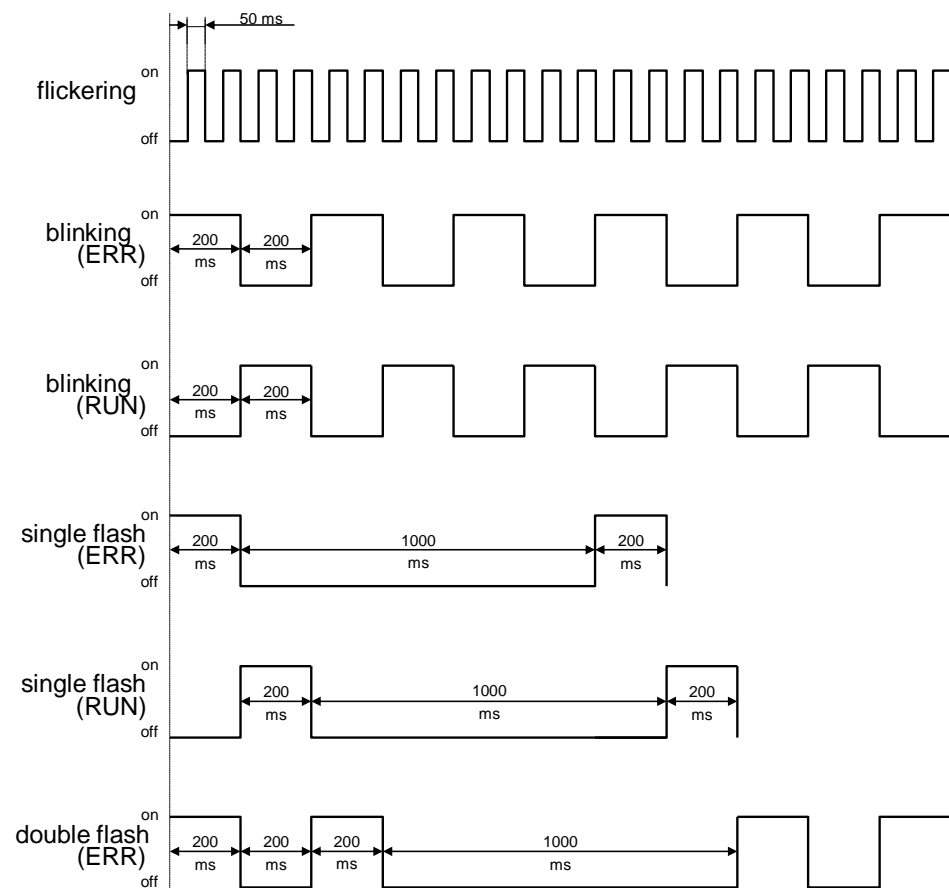 50 ms
on
flickering
off
on
blinking
(ERR)
200
ms
200
ms
off
on
blinking
(RUN)
200
ms
200
ms
off
on
single flash
(ERR)
200
ms
1000
ms
200
ms
off
on
single flash
(RUN)
200
ms
1000
ms
200
ms
off
on
double flash
(ERR)
200
ms
200
ms
200
ms
1000
ms
off